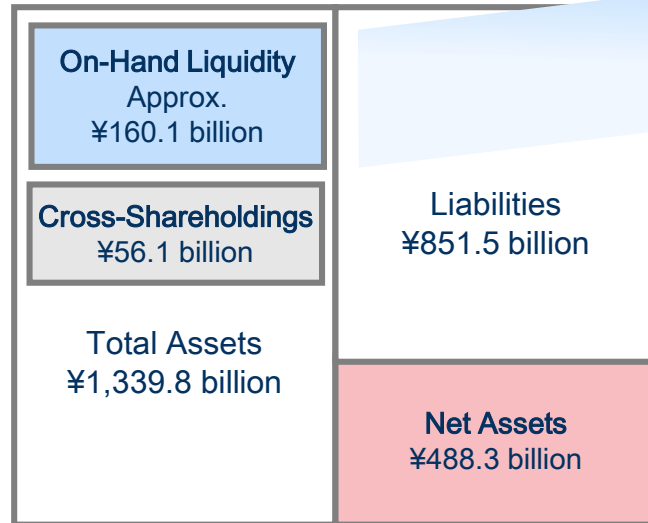 On-Hand Liquidity
Approx.
¥160.1 billion
Cross-Shareholdings
¥56.1 billion
Total Assets
¥1,339.8 billion
Liabilities
¥851.5 billion
Net Assets
¥488.3 billion